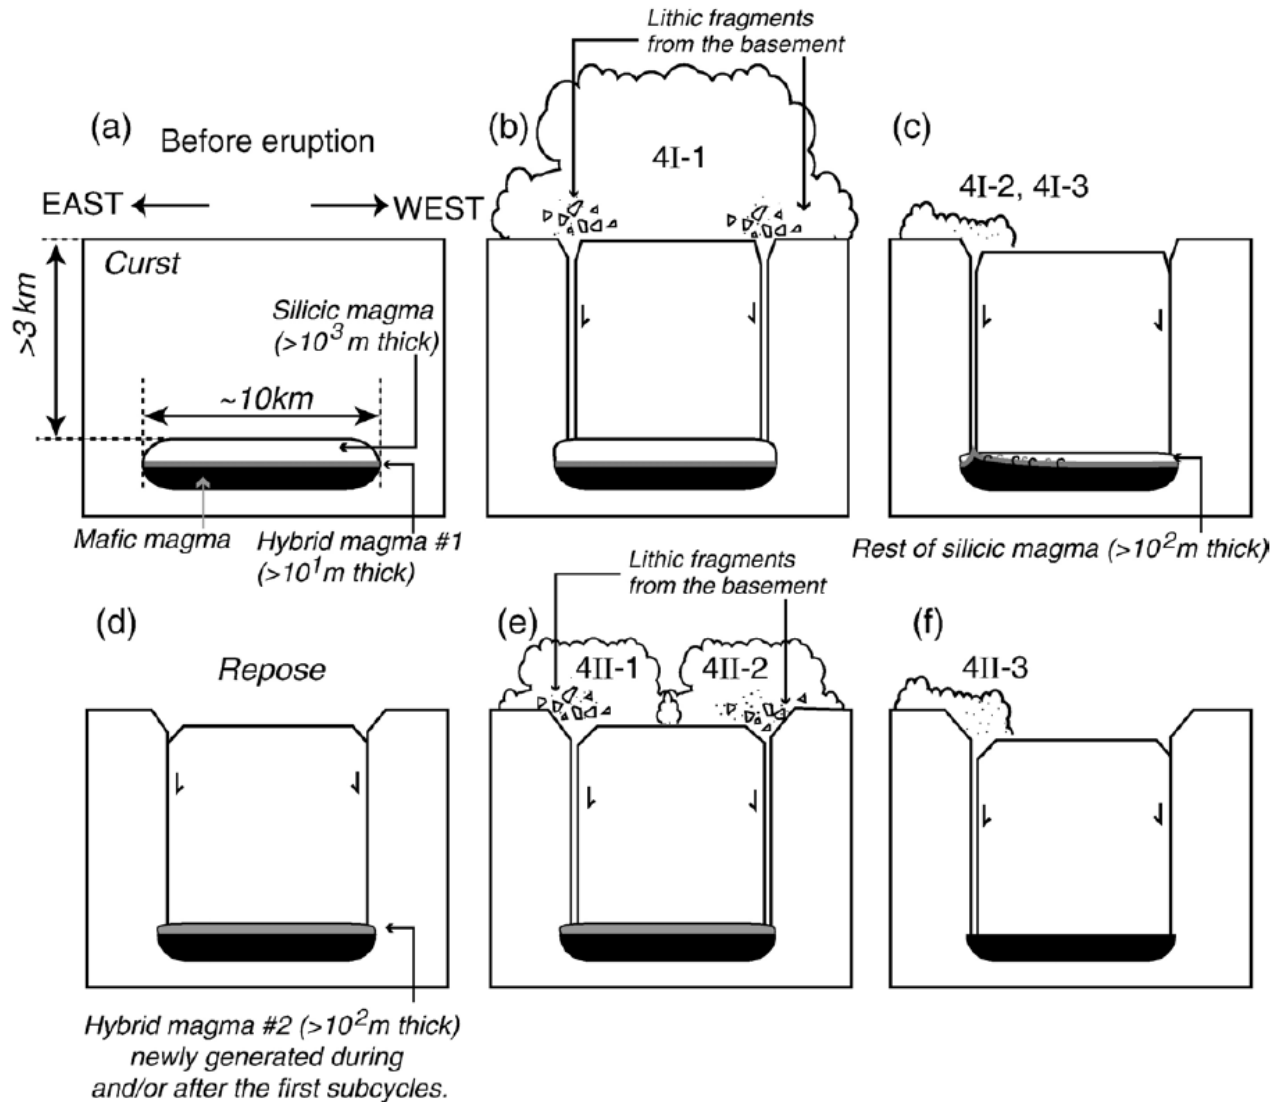 (a)
Before eruption
EAST
WEST
Curst
>3km
Silicic magma
(>10³ m thick)
~10km
Mafic magma
Hybrid magma #1
(>10¹m thick)
Lithic fragments
from the basement
(b)
4I-1
(c)
4I-2, 4I-3
Rest of silicic magma (>10²m thick)
(d)
Repose
Hybrid magma #2 (>10²m thick)
newly generated during
and/or after the first subcycles.
Lithic fragments
from the basement
(e)
4II-1
4II-2
(f)
4II-3